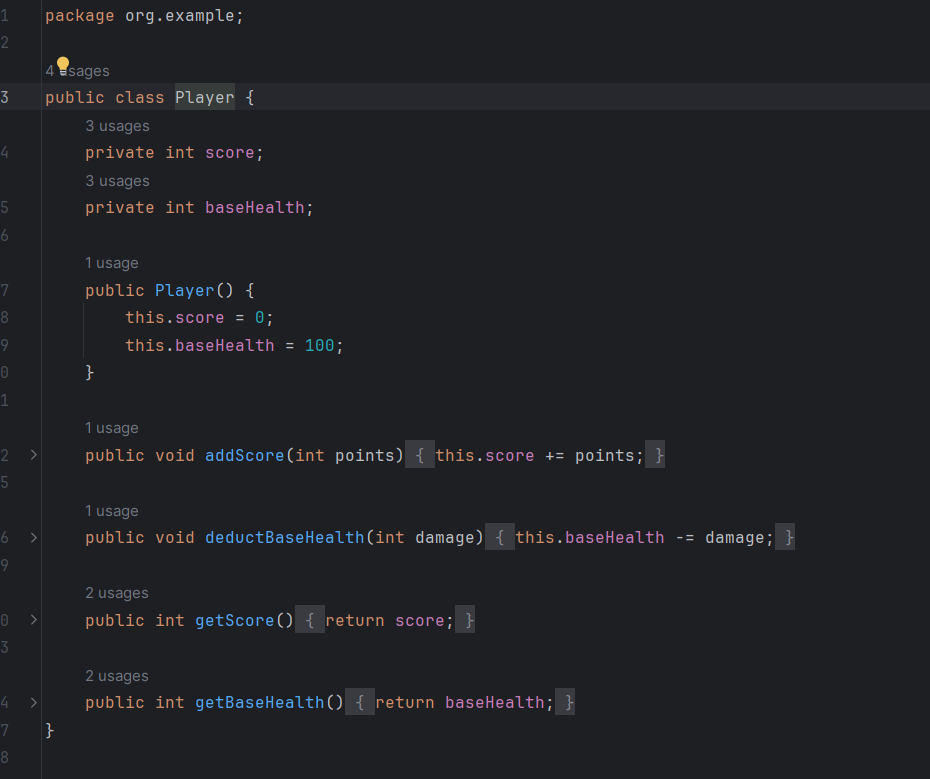 1 package org.example;
2
4 usages
3 public class Player {
3 usages
4 private int score;
3 usages
5 private int baseHealth;
6
1 usage
7 public Player() {
8 this.score = 0;
9 this.baseHealth = 100;
0 }
1
1 usage
2 public void addScore(int points) { this.score += points; }
5
1 usage
6 public void deductBaseHealth(int damage) { this.baseHealth -= damage; }
9
2 usages
0 public int getScore() { return score; }
3
2 usages
4 public int getBaseHealth() { return baseHealth; }
7 }
8